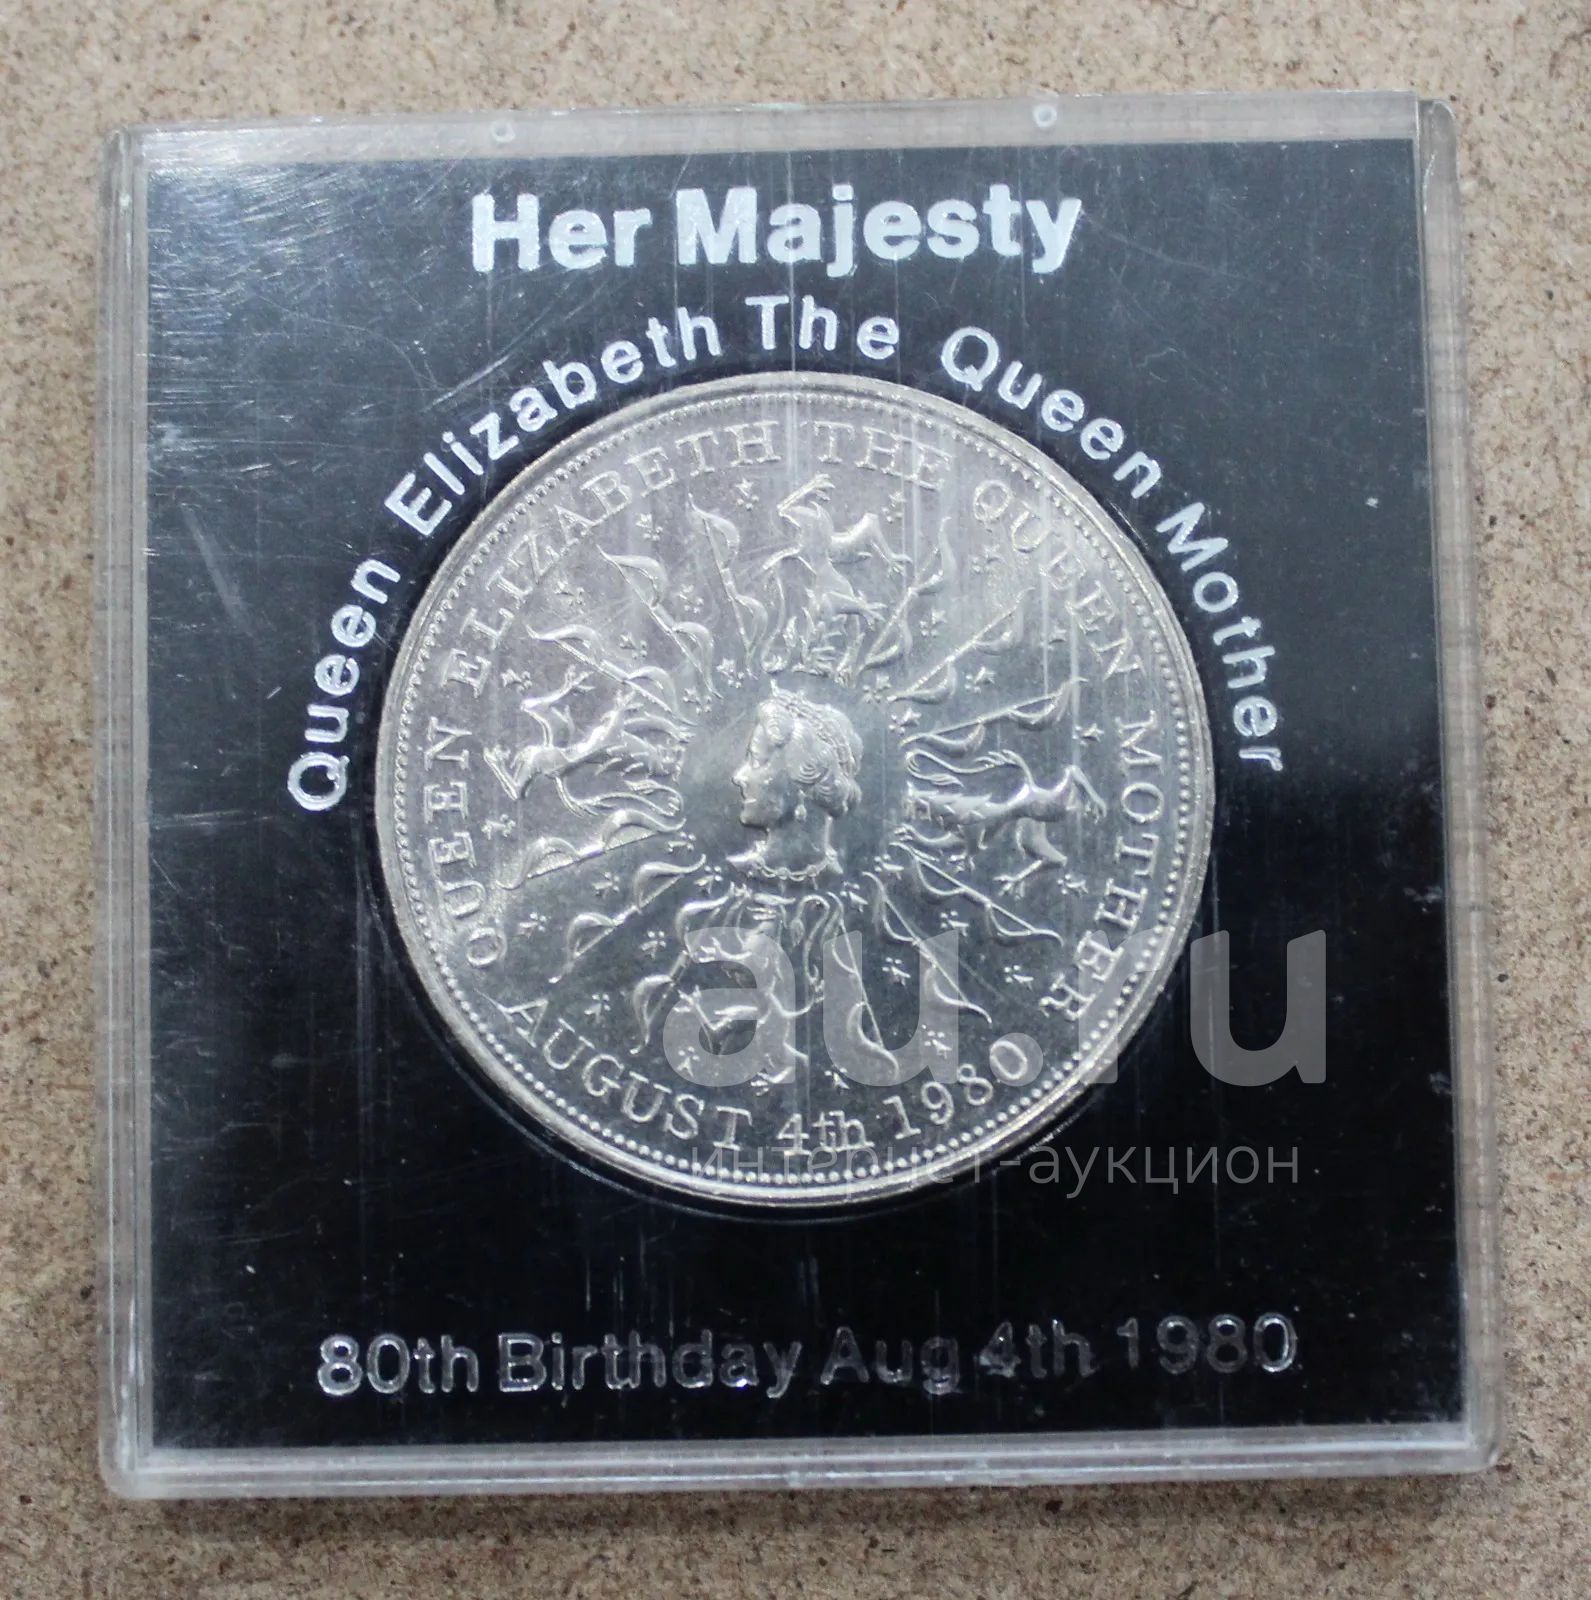 Her Majesty
Queen Elizabeth The Queen Mother
QUEEN ELIZABETH THE QUEEN MOTHER
AUGUST 4th 1980
au.ru
интернет-аукцион
80th Birthday Aug 4th 1980